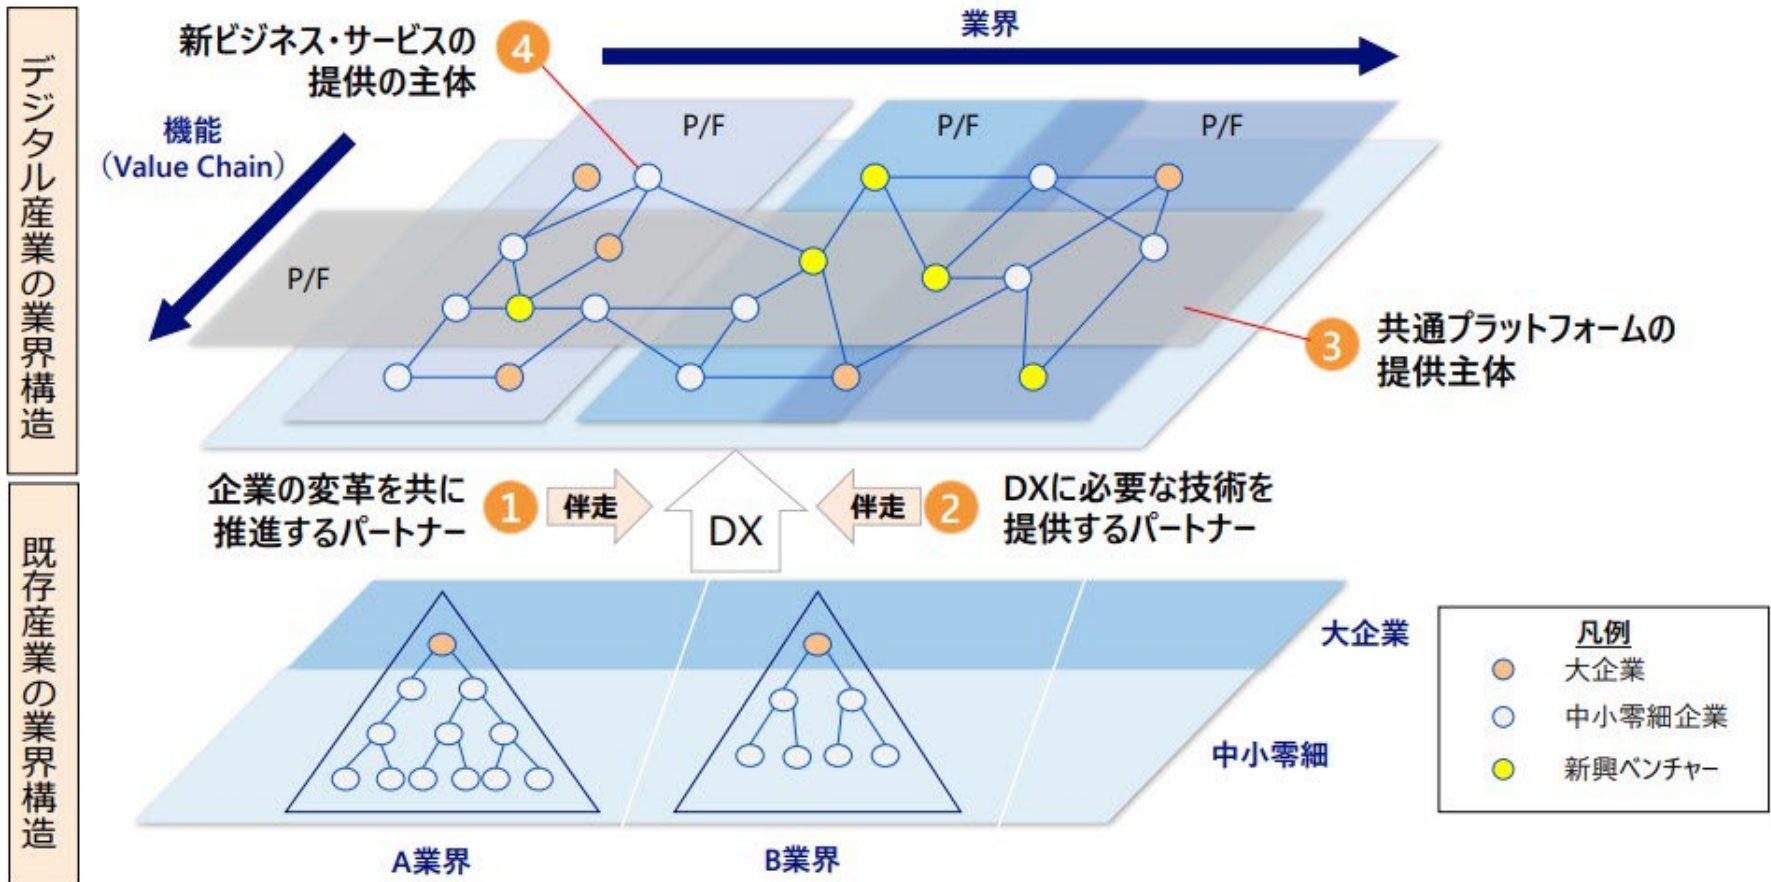 デジタル産業の業界構造
新ビジネス・サービスの
提供の主体
4
業界
機能
（Value Chain）
P/F
P/F
P/F
P/F
3
共通プラットフォームの
提供主体
企業の変革を共に
推進するパートナー
1
伴走
DX
伴走
2
DXに必要な技術を
提供するパートナー
既存産業の業界構造
大企業
中小零細
A業界
B業界
凡例
大企業
中小零細企業
新興ベンチャー